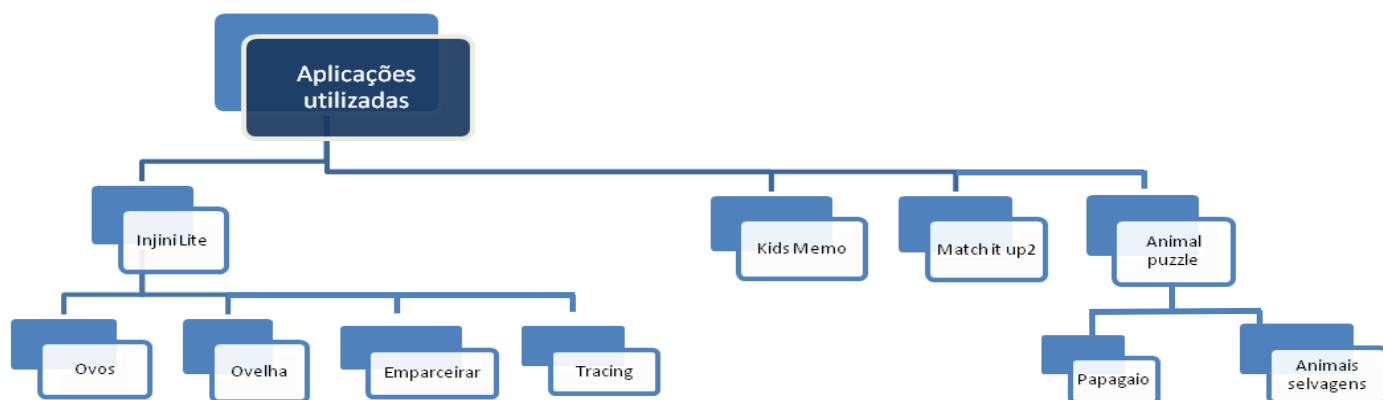 Aplicações
utilizadas
Injini Lite
Kids Memo
Match it up2
Animal
puzzle
Ovos
Ovelha
Emparceirar
Tracing
Papagaio
Animais
selvagens